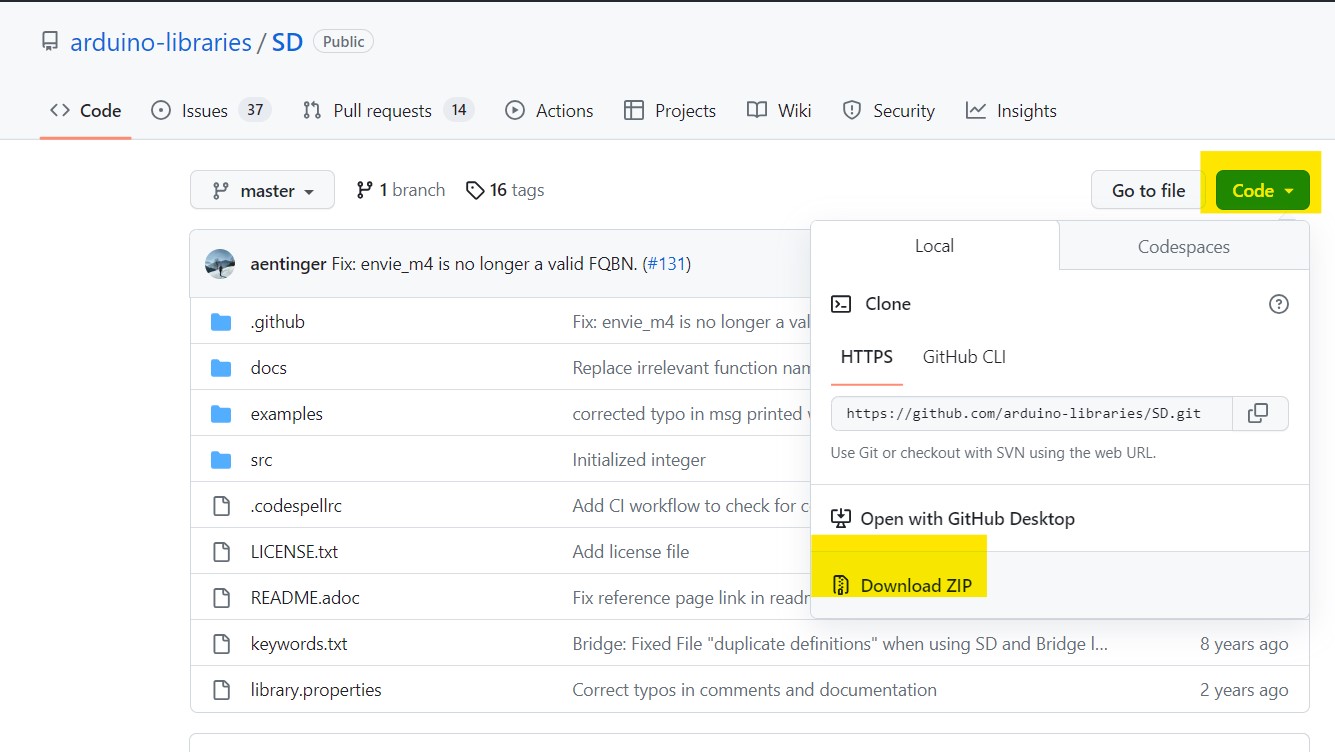 arduino-libraries / SD Public
Code Issues 37 Pull requests 14 Actions Projects Wiki Security Insights
master 1 branch 16 tags Go to file Code
Local Codespaces
aentinger Fix: envie_m4 is no longer a valid FQBN. (#131)
Clone
.github Fix: envie_m4 is no longer a val
HTTPS GitHub CLI
docs Replace irrelevant function nam
examples corrected typo in msg printed
https://github.com/arduino-libraries/SD.git
Use Git or checkout with SVN using the web URL.
src Initialized integer
.codespellrc Add CI workflow to check for c
Open with GitHub Desktop
LICENSE.txt Add license file
Download ZIP
README.adoc Fix reference page link in readr
keywords.txt Bridge: Fixed File "duplicate definitions" when using SD and Bridge l... 8 years ago
library.properties Correct typos in comments and documentation 2 years ago